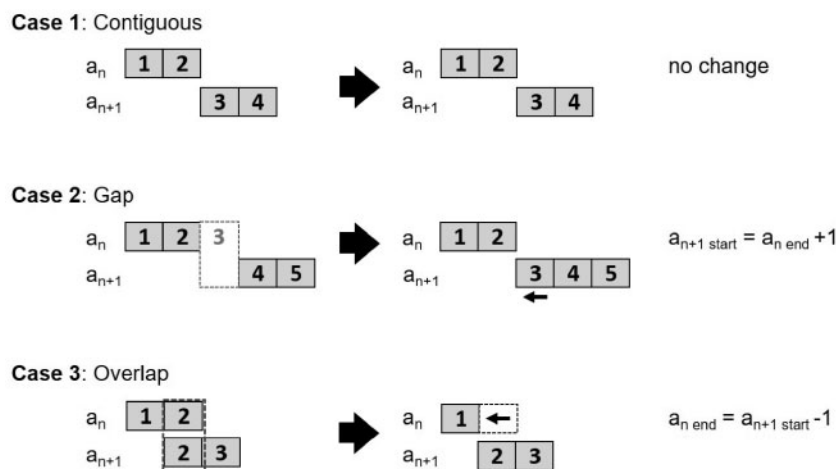 Case 1: Contiguous
aₙ 1 2 aₙ 1 2 no change
aₙ₊₁ 3 4 aₙ₊₁ 3 4
Case 2: Gap
aₙ 1 2 3 aₙ 1 2 aₙ₊₁ start = aₙ end +1
aₙ₊₁ 4 5 aₙ₊₁ 3 4 5
Case 3: Overlap
aₙ 1 2 aₙ 1 aₙ end = aₙ₊₁ start -1
aₙ₊₁ 2 3 aₙ₊₁ 2 3